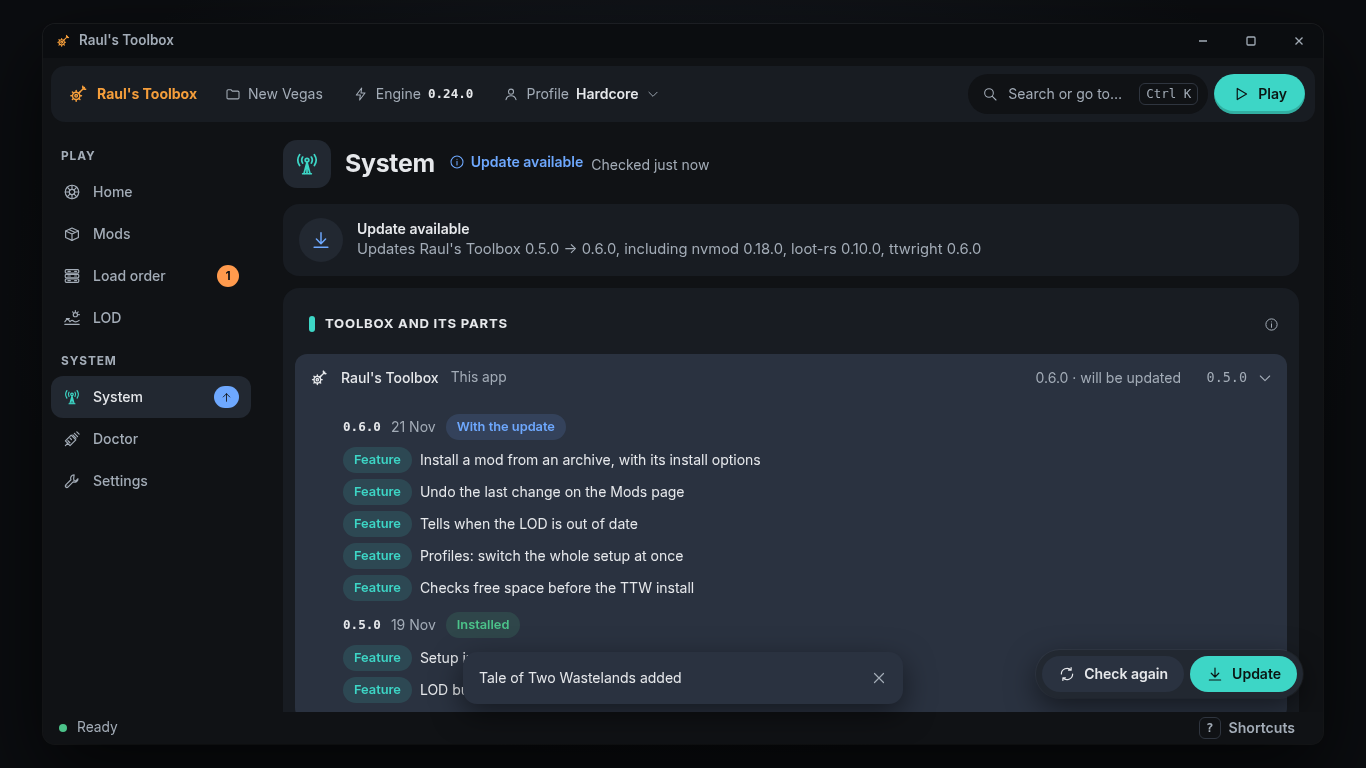 Raul's Toolbox
Raul's Toolbox New Vegas Engine 0.24.0 Profile Hardcore Search or go to... Ctrl K Play
PLAY
Home
Mods
Load order 1
LOD
SYSTEM
System
Doctor
Settings
System Update available Checked just now
Update available
Updates Raul's Toolbox 0.5.0 → 0.6.0, including nvmod 0.18.0, loot-rs 0.10.0, ttwright 0.6.0
TOOLBOX AND ITS PARTS
Raul's Toolbox This app 0.6.0 · will be updated 0.5.0
0.6.0 21 Nov With the update
Feature Install a mod from an archive, with its install options
Feature Undo the last change on the Mods page
Feature Tells when the LOD is out of date
Feature Profiles: switch the whole setup at once
Feature Checks free space before the TTW install
0.5.0 19 Nov Installed
Feature Setup
Feature LOD
Tale of Two Wastelands added
Check again Update
Ready
? Shortcuts